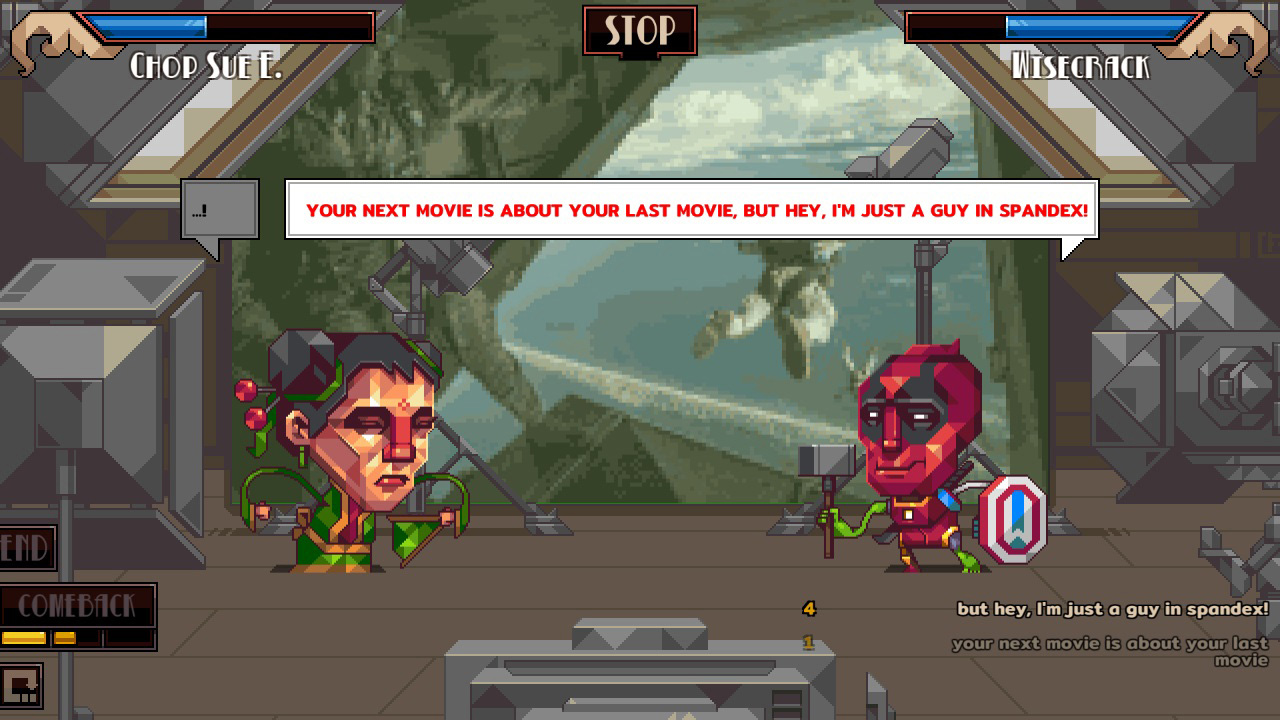 STOP
CHOP SUE E.
WISECRACK
...!
YOUR NEXT MOVIE IS ABOUT YOUR LAST MOVIE, BUT HEY, I'M JUST A GUY IN SPANDEX!
END
COMEBACK
4 but hey, I'm just a guy in spandex!
1 your next movie is about your last
movie